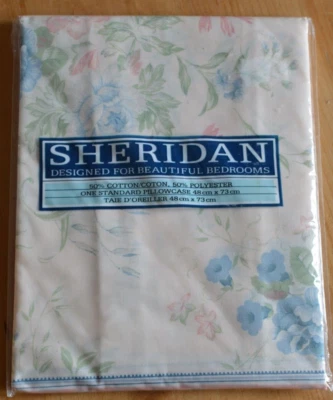 SHERIDAN
DESIGNED FOR BEAUTIFUL BEDROOMS
50% COTTON/COTON, 50% POLYESTER
ONE STANDARD PILLOWCASE 48 cm x 73 cm
TAIE D'OREILLER 48 cm x 73 cm